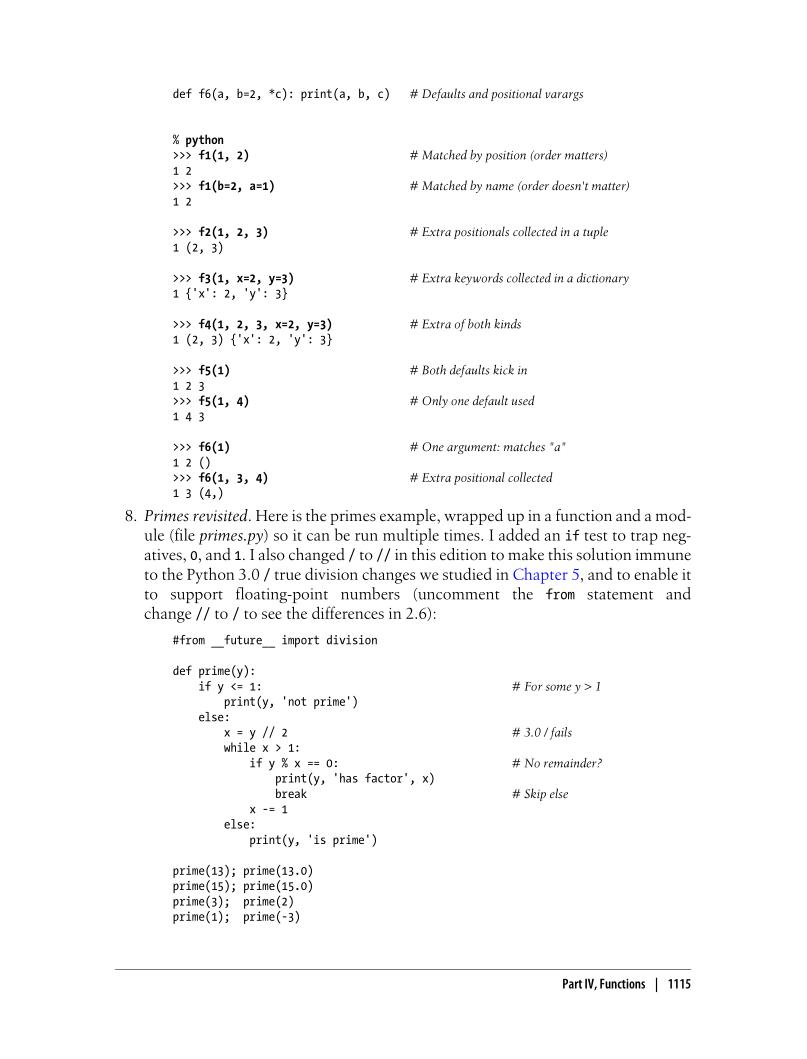 def f6(a, b=2, *c): print(a, b, c)   # Defaults and positional varargs
% python
>>> f1(1, 2)                         # Matched by position (order matters)
1 2
>>> f1(b=2, a=1)                     # Matched by name (order doesn't matter)
1 2
>>> f2(1, 2, 3)                      # Extra positionals collected in a tuple
1 (2, 3)
>>> f3(1, x=2, y=3)                  # Extra keywords collected in a dictionary
1 {'x': 2, 'y': 3}
>>> f4(1, 2, 3, x=2, y=3)            # Extra of both kinds
1 (2, 3) {'x': 2, 'y': 3}
>>> f5(1)                            # Both defaults kick in
1 2 3
>>> f5(1, 4)                         # Only one default used
1 4 3
>>> f6(1)                            # One argument: matches "a"
1 2 ()
>>> f6(1, 3, 4)                      # Extra positional collected
1 3 (4,)
8. Primes revisited. Here is the primes example, wrapped up in a function and a mod-
ule (file primes.py) so it can be run multiple times. I added an if test to trap neg-
atives, 0, and 1. I also changed / to // in this edition to make this solution immune
to the Python 3.0 / true division changes we studied in Chapter 5, and to enable it
to support floating-point numbers (uncomment the from statement and
change // to / to see the differences in 2.6):
#from __future__ import division
def prime(y):
    if y <= 1:                                       # For some y > 1
        print(y, 'not prime')
    else:
        x = y // 2                                   # 3.0 / fails
        while x > 1:
            if y % x == 0:                           # No remainder?
                print(y, 'has factor', x)
                break                                # Skip else
            x -= 1
        else:
            print(y, 'is prime')
prime(13); prime(13.0)
prime(15); prime(15.0)
prime(3);  prime(2)
prime(1);  prime(-3)
Part IV, Functions | 1115